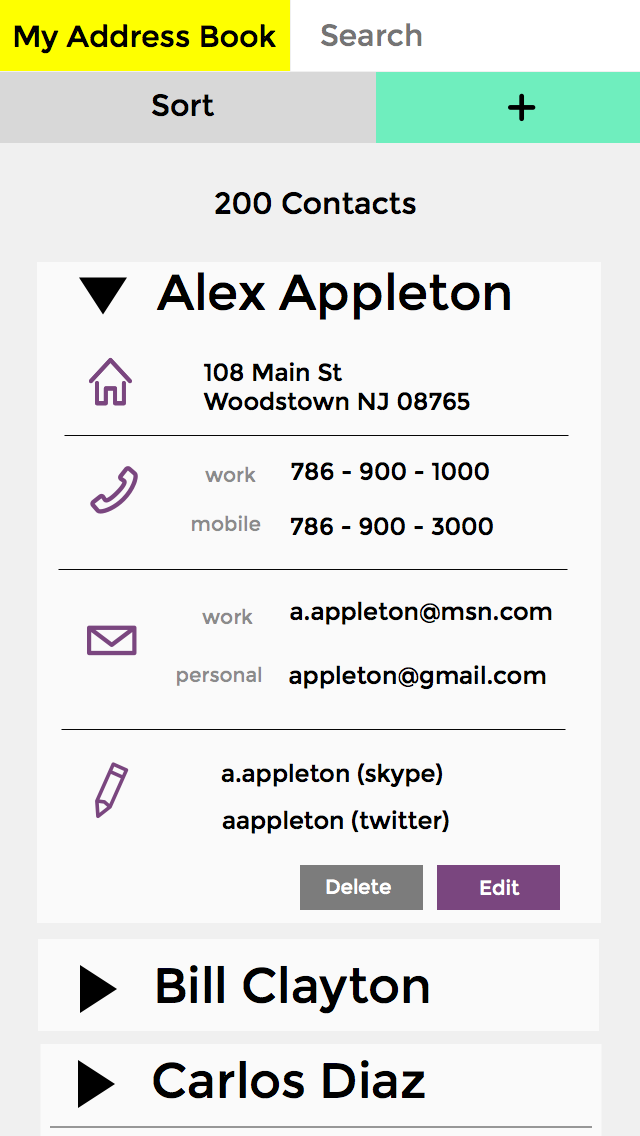 My Address Book
Search
Sort
+
200 Contacts
Alex Appleton
108 Main St
Woodstown NJ 08765
work 786 - 900 - 1000
mobile 786 - 900 - 3000
work a.appleton@msn.com
personal appleton@gmail.com
a.appleton (skype)
aappleton (twitter)
Delete Edit
Bill Clayton
Carlos Diaz